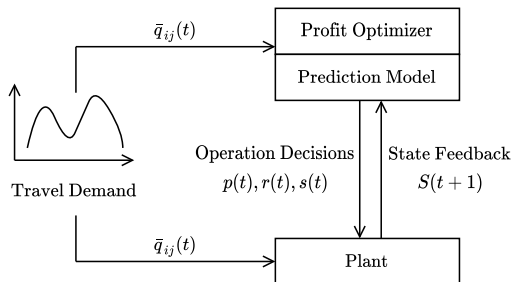 q̄ij(t)
Profit Optimizer
Prediction Model
Operation Decisions
p(t), r(t), s(t)
State Feedback
S(t + 1)
Travel Demand
q̄ij(t)
Plant